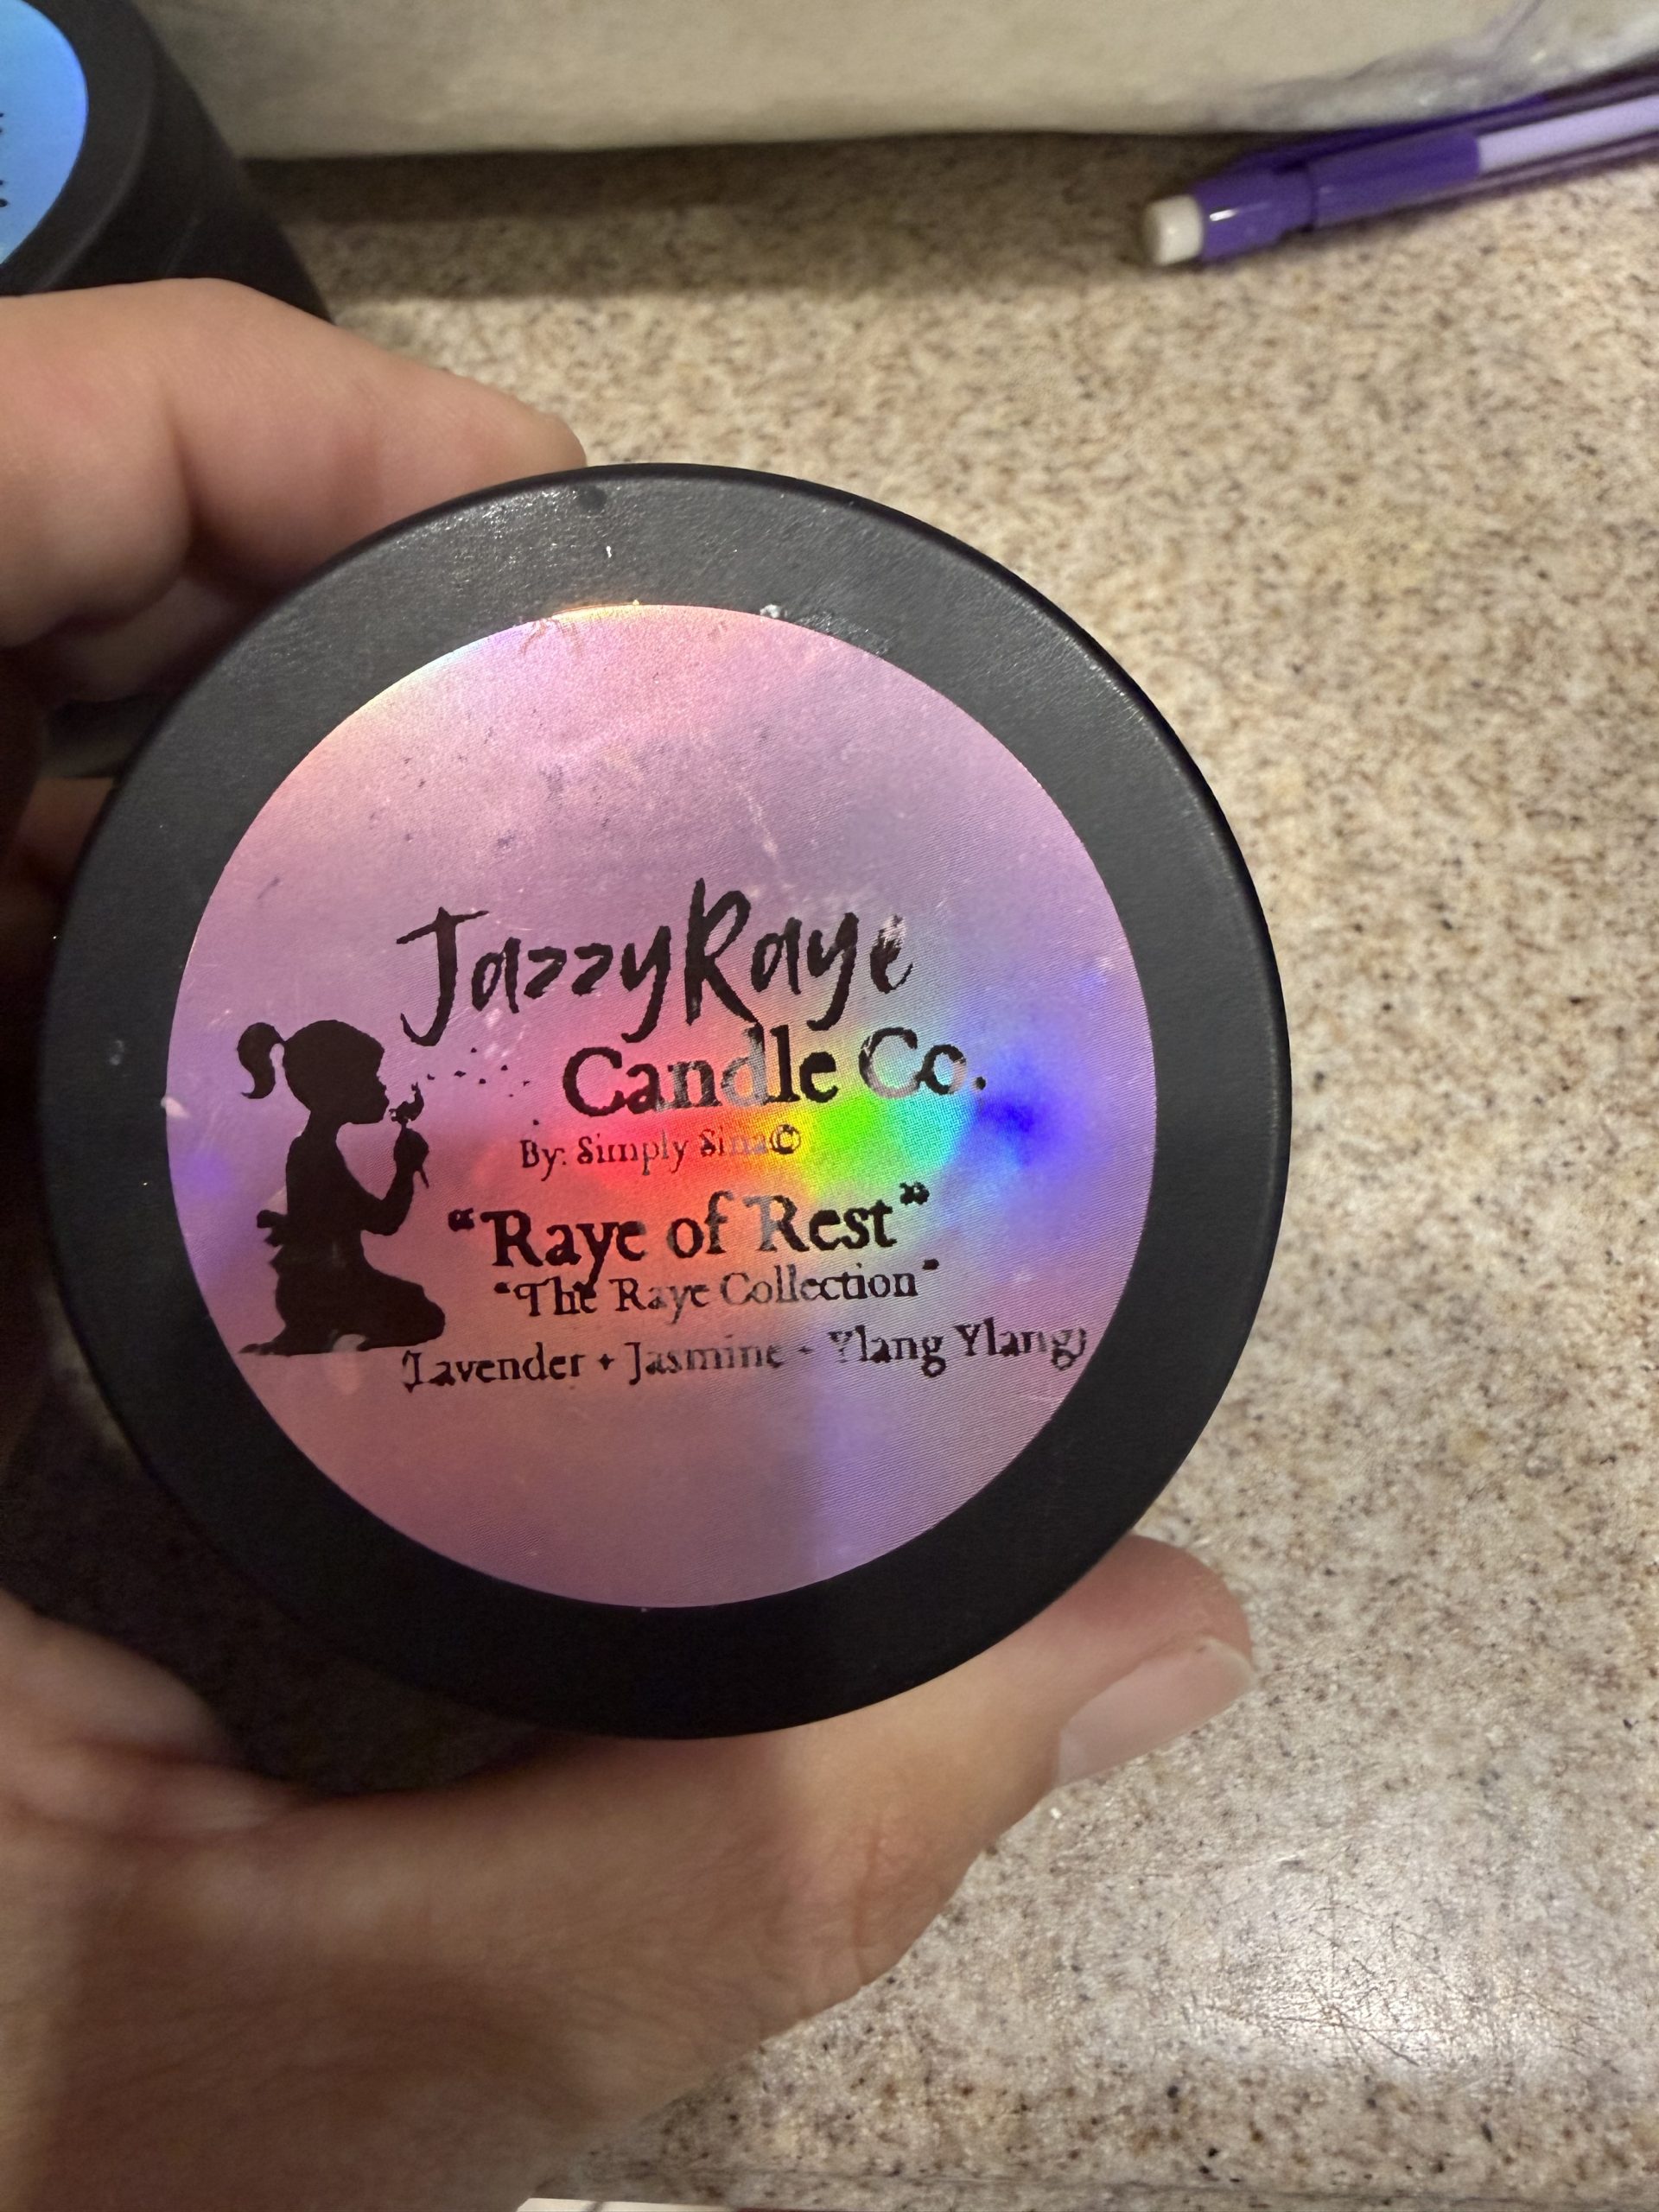 JazzyRaye
Candle Co.
By: Simply Sina©
“Raye of Rest”
"The Raye Collection"
(Lavender + Jasmine + Ylang Ylang)